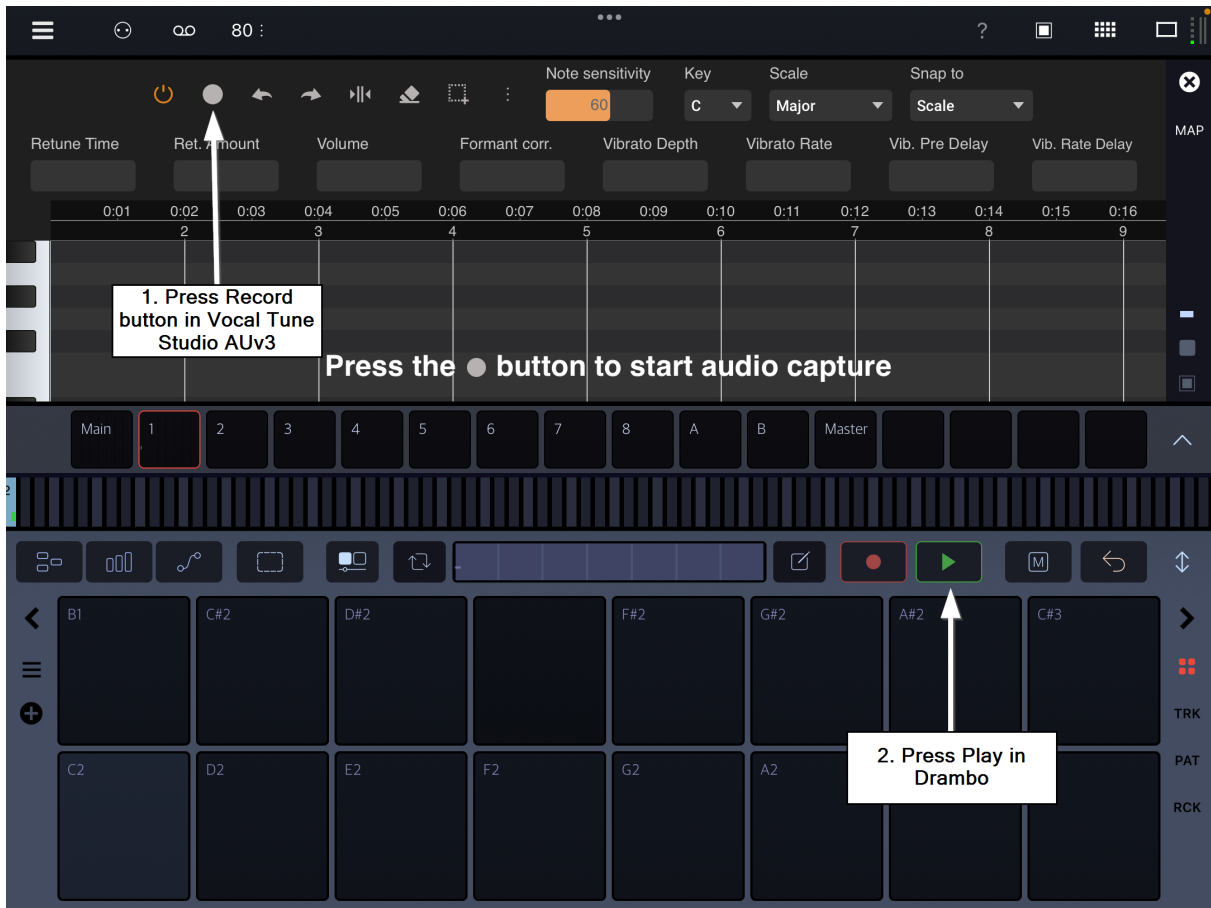 80
?
Note sensitivity Key Scale Snap to
60 C Major Scale
MAP
Retune Time Ret. Amount Volume Formant corr. Vibrato Depth Vibrato Rate Vib. Pre Delay Vib. Rate Delay
0:01 0:02 0:03 0:04 0:05 0:06 0:07 0:08 0:09 0:10 0:11 0:12 0:13 0:14 0:15 0:16
2 3 4 5 6 7 8 9
1. Press Record
button in Vocal Tune
Studio AUv3
Press the button to start audio capture
Main 1 2 3 4 5 6 7 8 A B Master
2
M
B1 C#2 D#2 F#2 G#2 A#2 C#3
TRK
2. Press Play in
Drambo
PAT
C2 D2 E2 F2 G2 A2
RCK